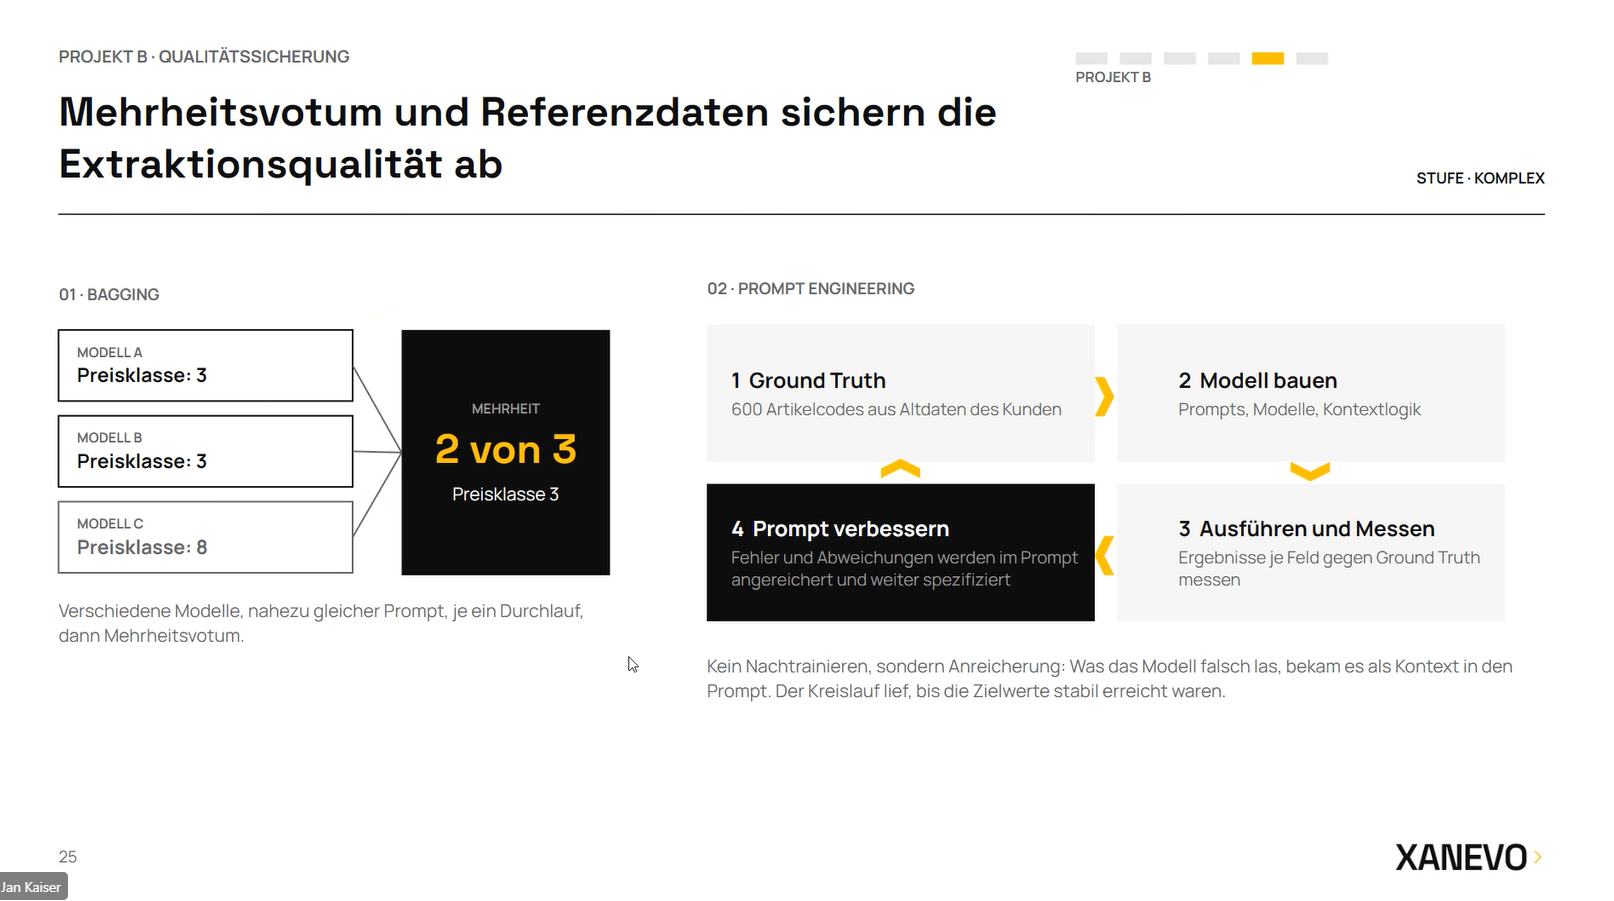 PROJEKT B · QUALITÄTSSICHERUNG
PROJEKT B
Mehrheitsvotum und Referenzdaten sichern die
Extraktionsqualität ab
STUFE · KOMPLEX
01 · BAGGING
MODELL A
Preisklasse: 3
MODELL B
Preisklasse: 3
MODELL C
Preisklasse: 8
MEHRHEIT
2 von 3
Preisklasse 3
Verschiedene Modelle, nahezu gleicher Prompt, je ein Durchlauf,
dann Mehrheitsvotum.
02 · PROMPT ENGINEERING
1 Ground Truth
600 Artikelcodes aus Altdaten des Kunden
2 Modell bauen
Prompts, Modelle, Kontextlogik
4 Prompt verbessern
Fehler und Abweichungen werden im Prompt
angereichert und weiter spezifiziert
3 Ausführen und Messen
Ergebnisse je Feld gegen Ground Truth
messen
Kein Nachtrainieren, sondern Anreicherung: Was das Modell falsch las, bekam es als Kontext in den
Prompt. Der Kreislauf lief, bis die Zielwerte stabil erreicht waren.
25
XANEVO
Jan Kaiser